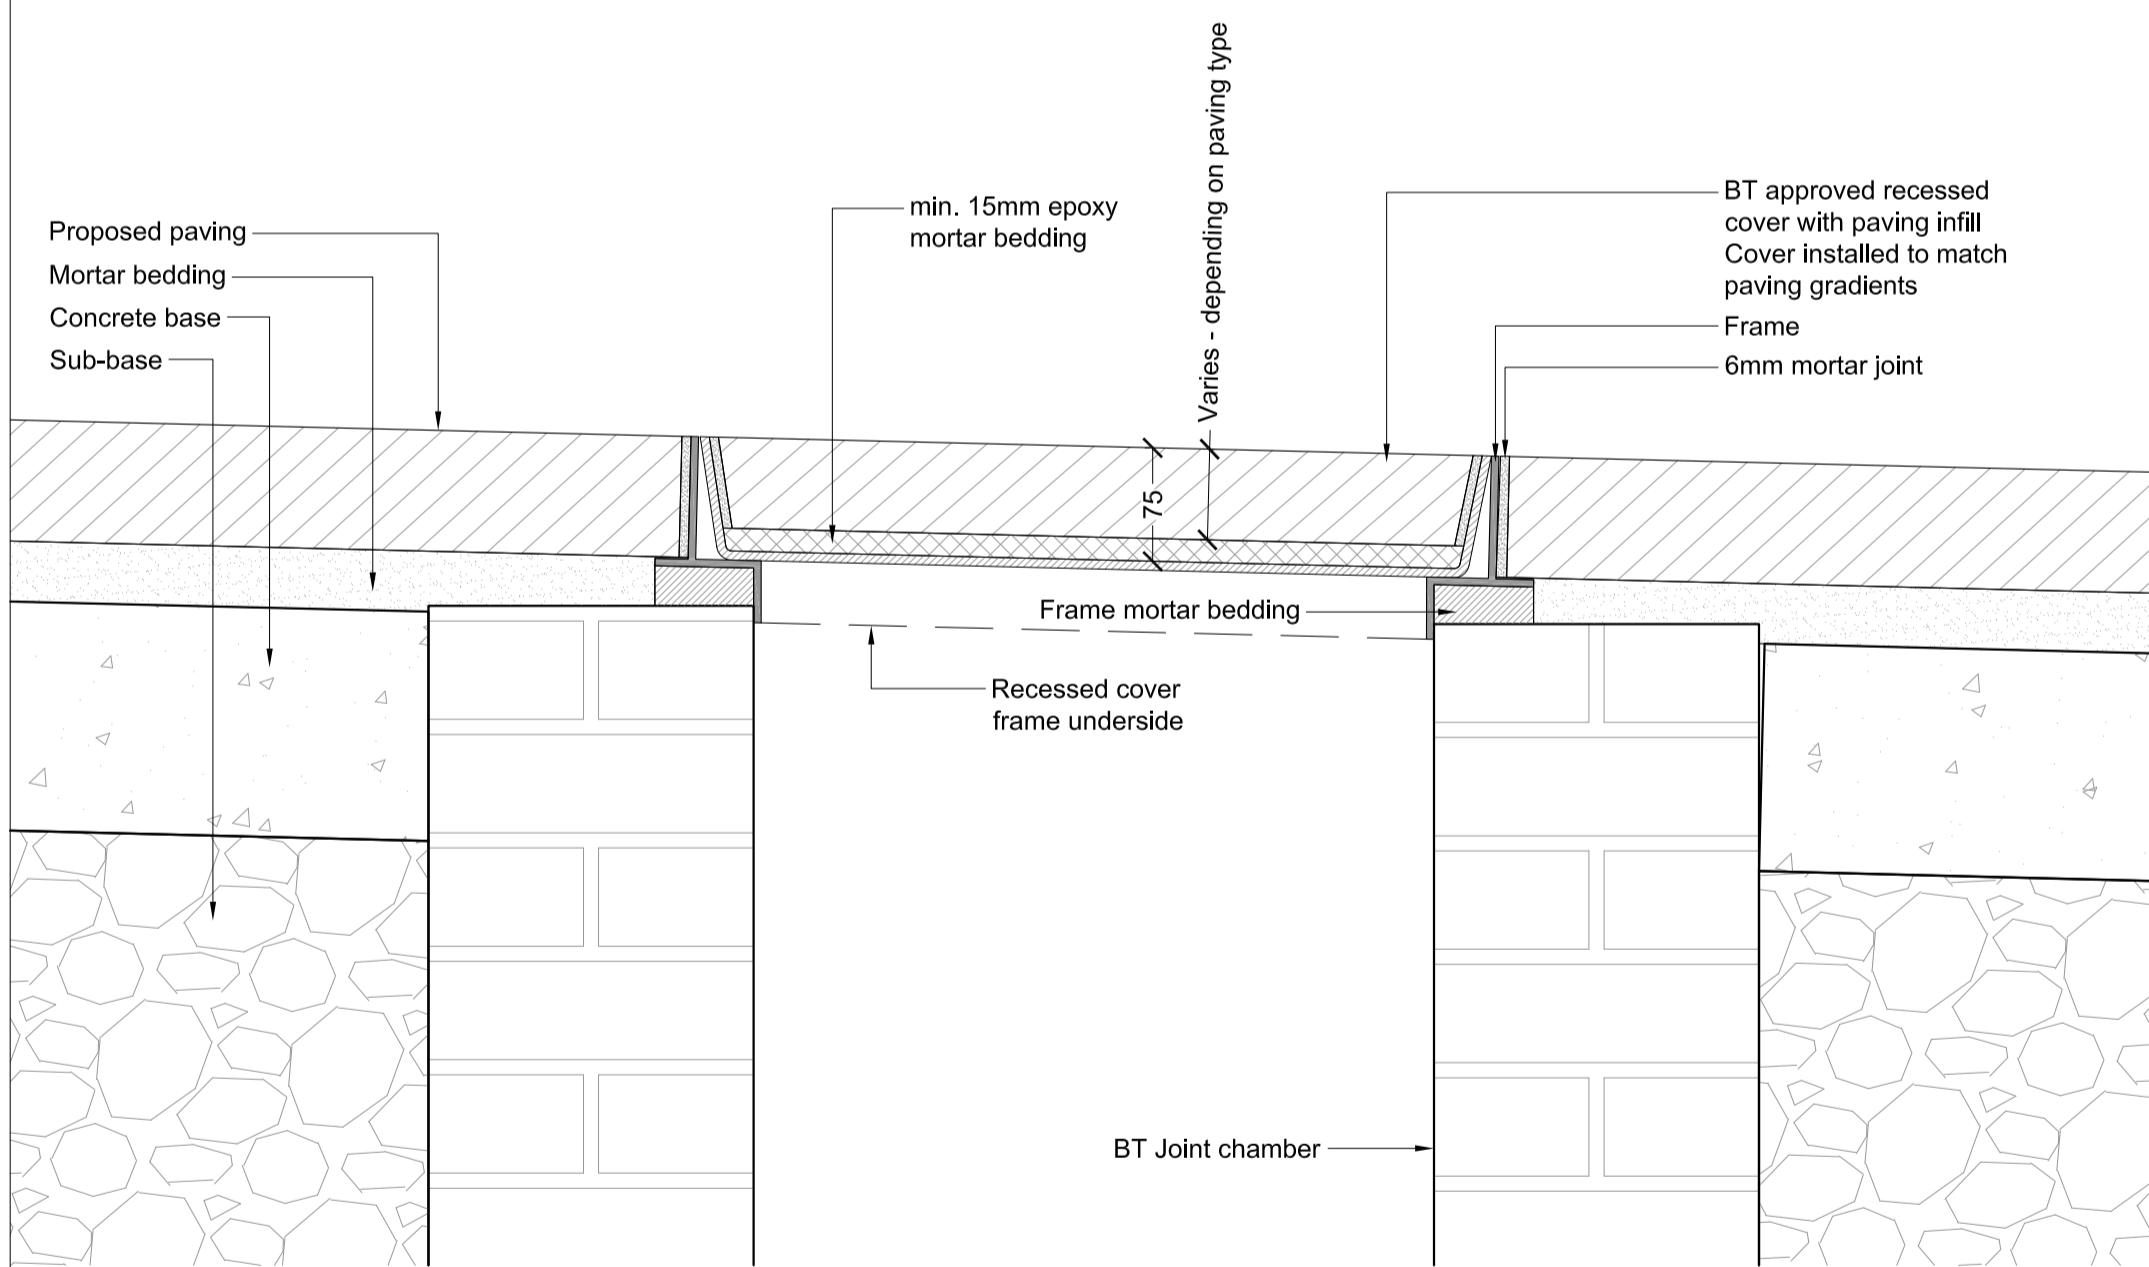 Varies - depending on paving type
Proposed paving
Mortar bedding
Concrete base
Sub-base
min. 15mm epoxy
mortar bedding
BT approved recessed
cover with paving infill
Cover installed to match
paving gradients
Frame
6mm mortar joint
75
Frame mortar bedding
Recessed cover
frame underside
BT Joint chamber